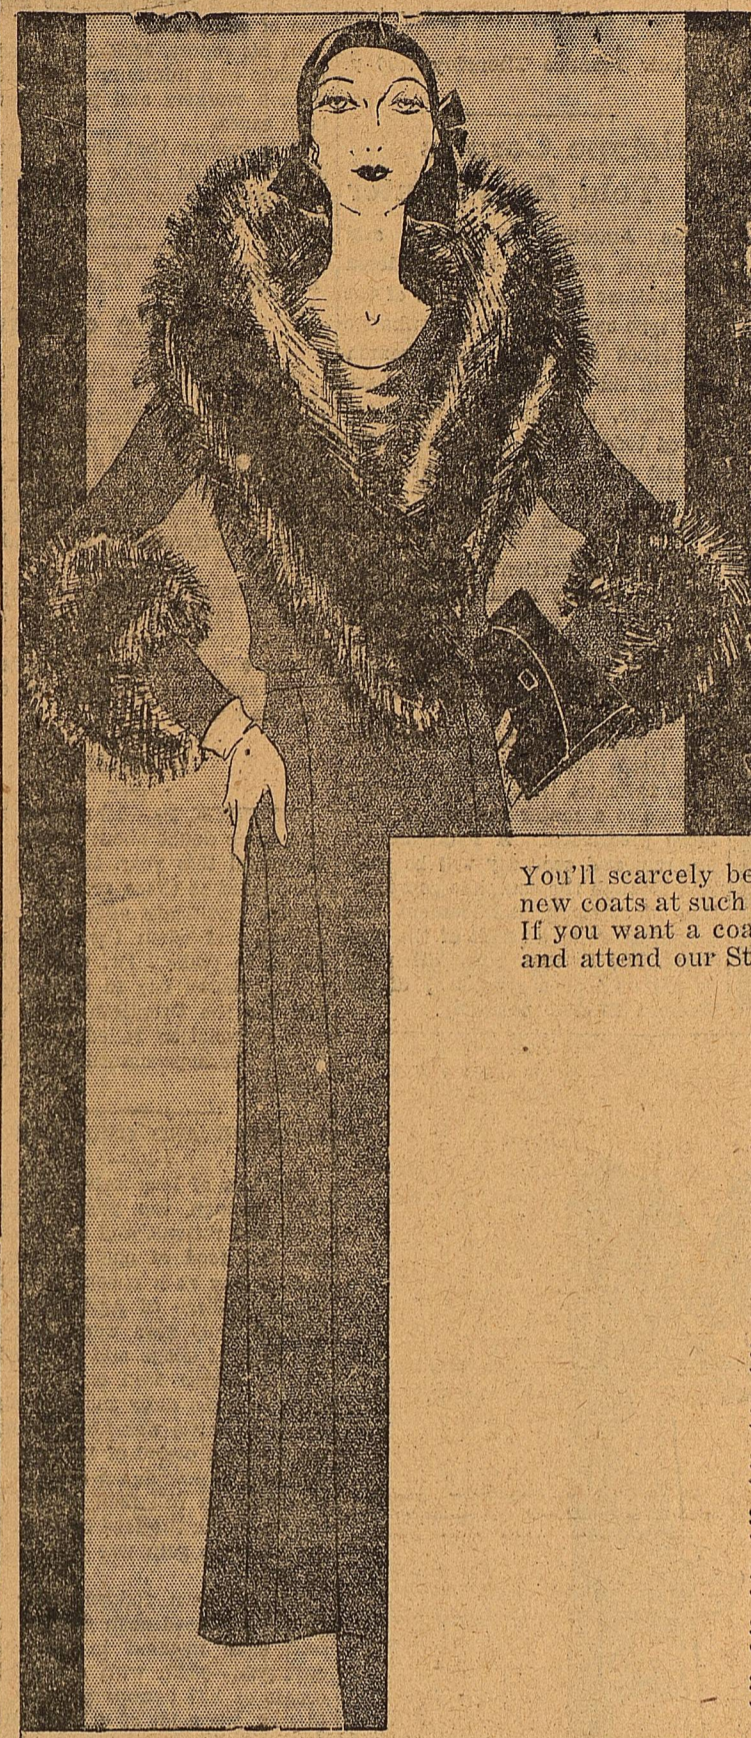 You'll scarcely be
new coats at such
If you want a coa
and attend our St